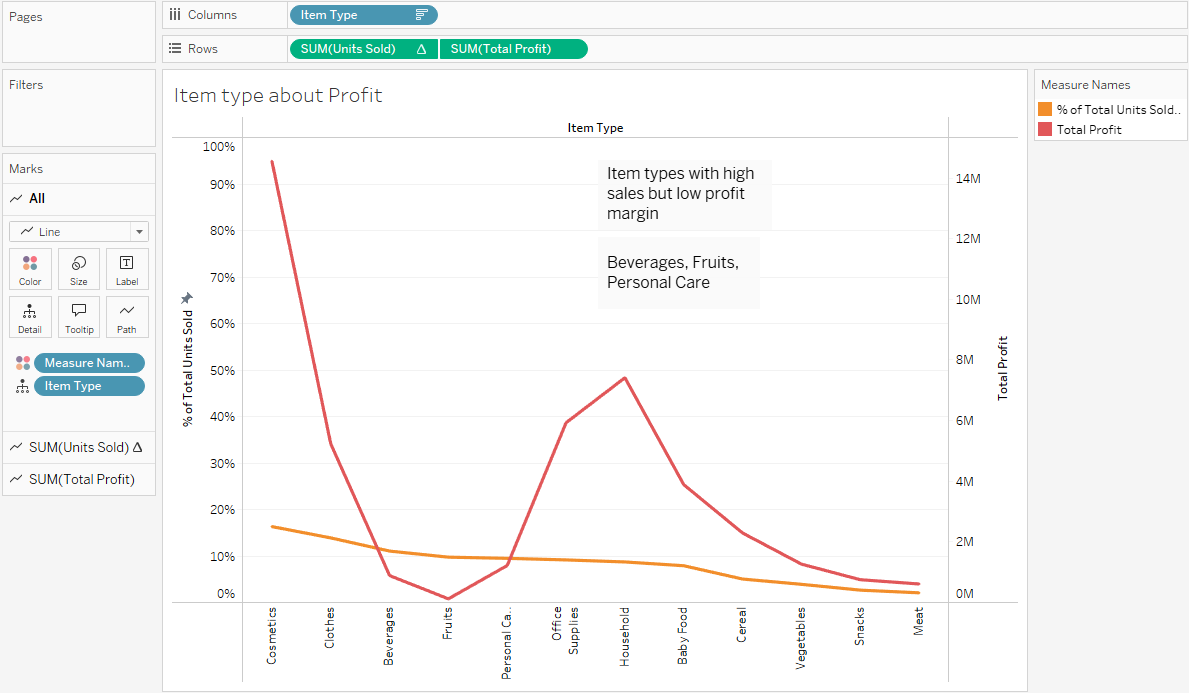 Pages
Columns
Item Type
Rows
SUM(Units Sold) Δ
SUM(Total Profit)
Filters
Marks
All
Line
Color
Size
Label
Detail
Tooltip
Path
Measure Nam..
Item Type
SUM(Units Sold) Δ
SUM(Total Profit)
Item type about Profit
Item Type
100%
90%
80%
70%
60%
50%
40%
30%
20%
10%
0%
% of Total Units Sold
Item types with high
sales but low profit
margin
Beverages, Fruits,
Personal Care
14M
12M
10M
8M
6M
4M
2M
0M
Total Profit
Cosmetics
Clothes
Beverages
Fruits
Personal Ca..
Office
Supplies
Household
Baby Food
Cereal
Vegetables
Snacks
Meat
Measure Names
% of Total Units Sold..
Total Profit